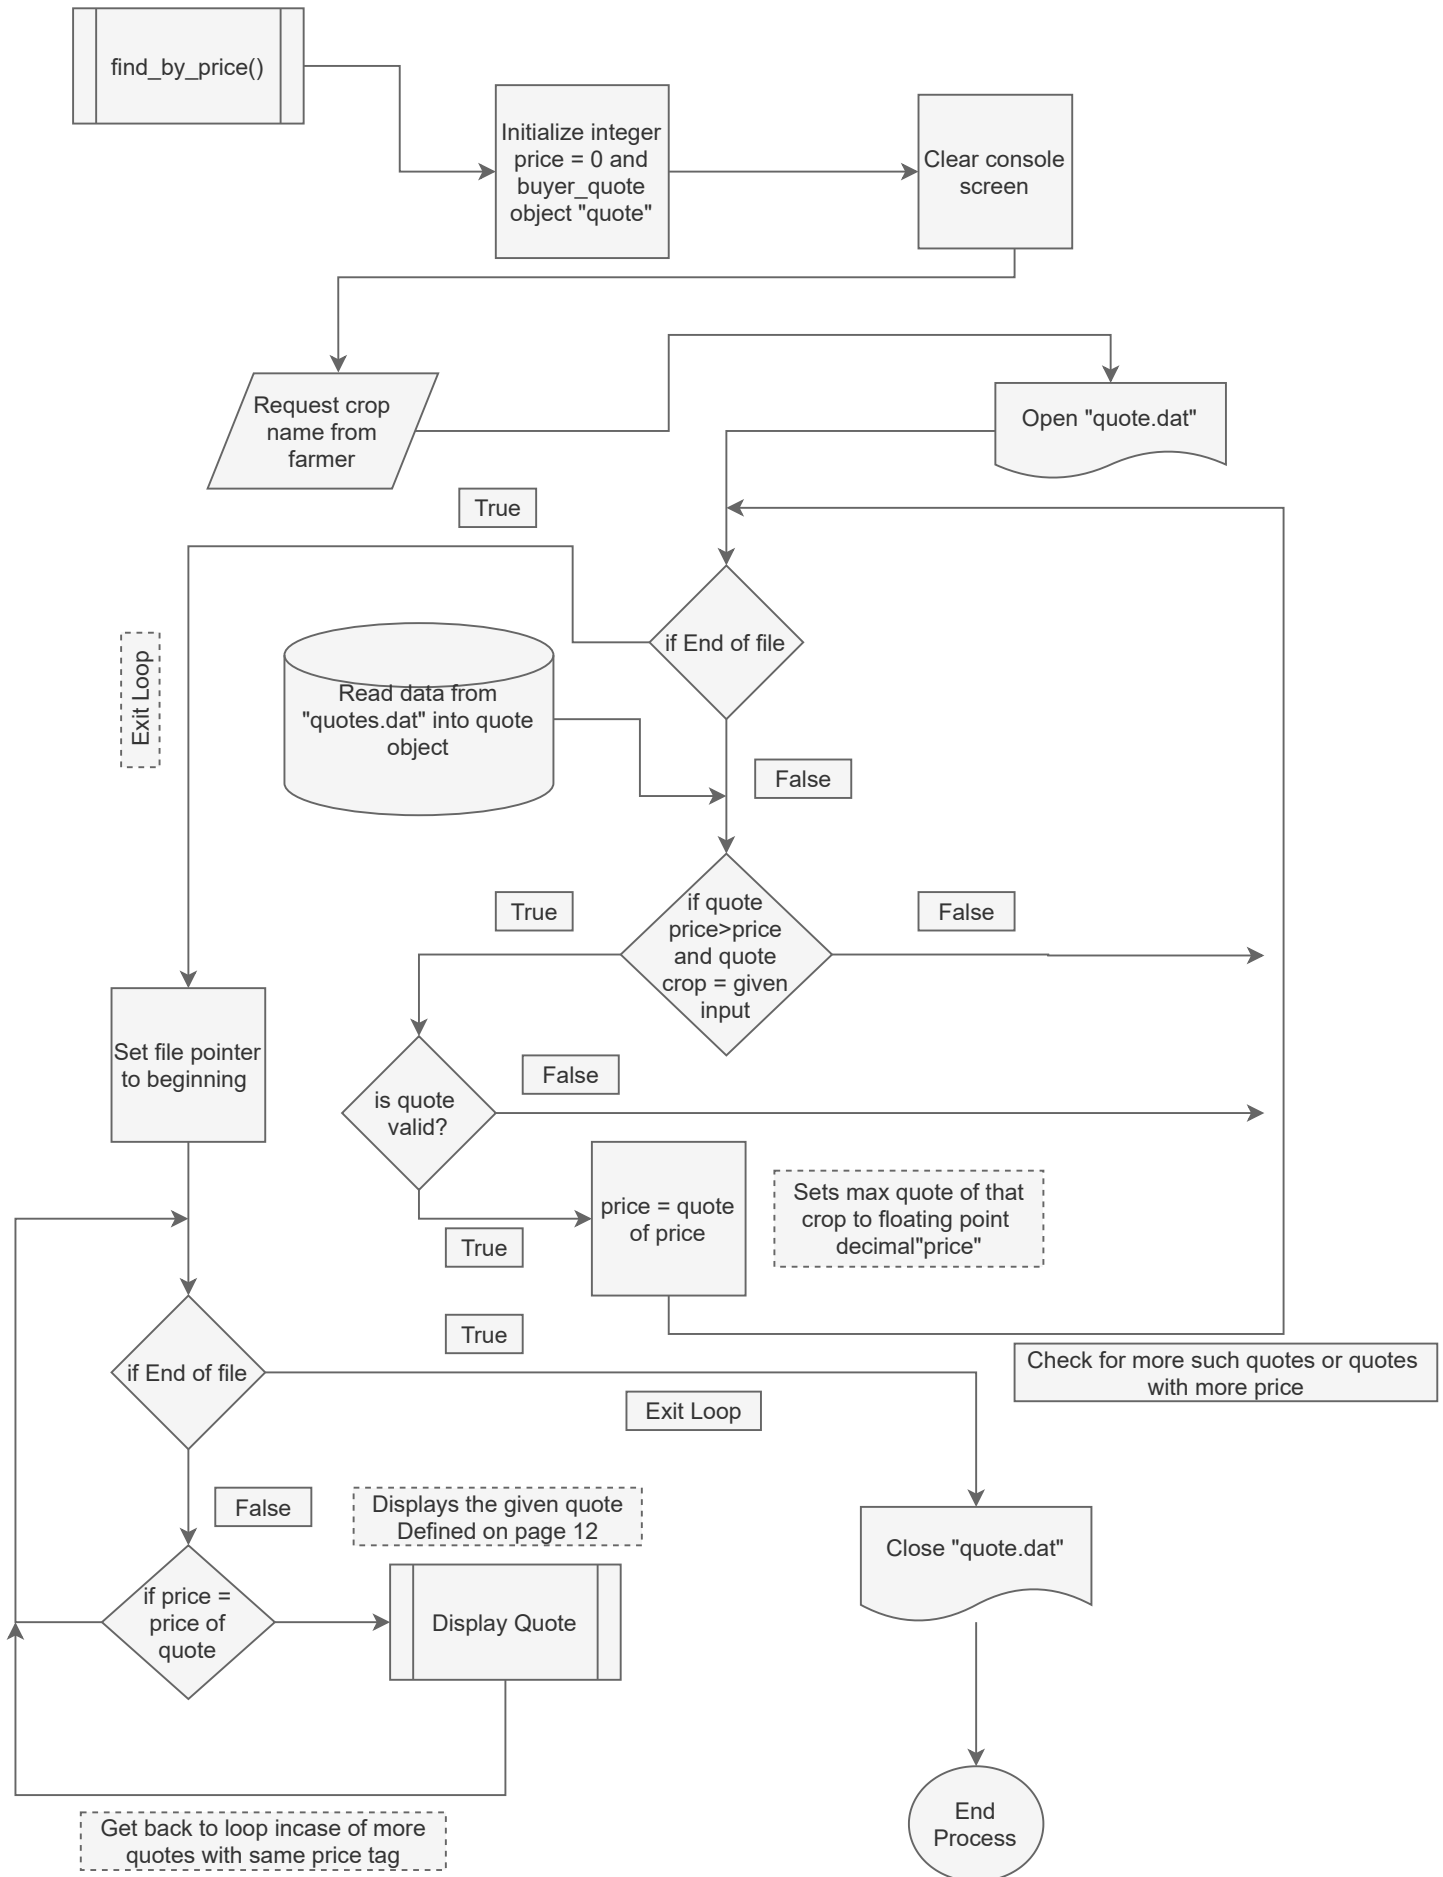 find_by_price()
Initialize integer
price = 0 and
buyer_quote
object "quote"
Clear console
screen
Request crop
name from
farmer
Open "quote.dat"
True
if End of file
Exit Loop
Read data from
"quotes.dat" into quote
object
False
True
if quote
price>price
and quote
crop = given
input
False
Set file pointer
to beginning
is quote
valid?
False
price = quote
of price
Sets max quote of that
crop to floating point
decimal"price"
True
True
if End of file
Check for more such quotes or quotes
with more price
Exit Loop
False
Displays the given quote
Defined on page 12
Close "quote.dat"
if price =
price of
quote
Display Quote
End
Process
Get back to loop incase of more
quotes with same price tag